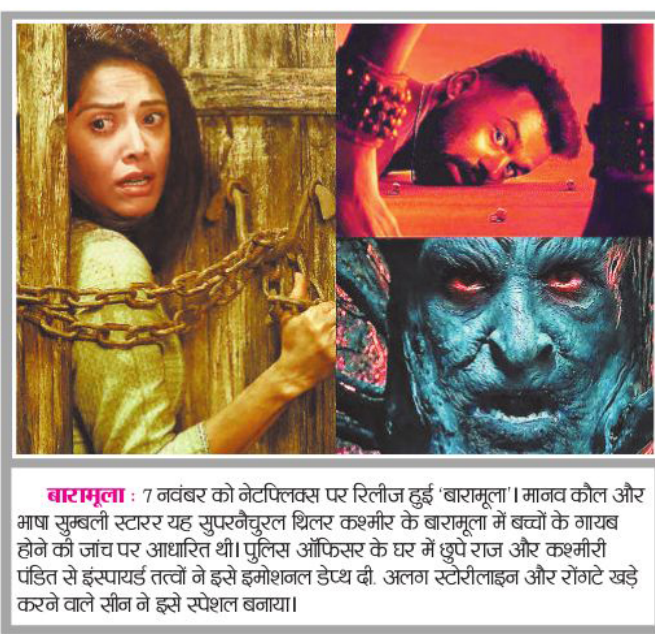 बारामूला : 7 नवंबर को नेटफ्लिक्स पर रिलीज हुई 'बारामूला'। मानव कौल और
भाषा सुम्बली स्टारर यह सुपरनैचुरल थ्रिलर कश्मीर के बारामूला में बच्चों के गायब
होने की जांच पर आधारित थी। पुलिस ऑफिसर के घर में छुपे राज और कश्मीरी
पंडित से इंस्पायर्ड तत्वों ने इसे इमोशनल डेप्थ दी. अलग स्टोरीलाइन और रोंगटे खड़े
करने वाले सीन ने इसे स्पेशल बनाया।